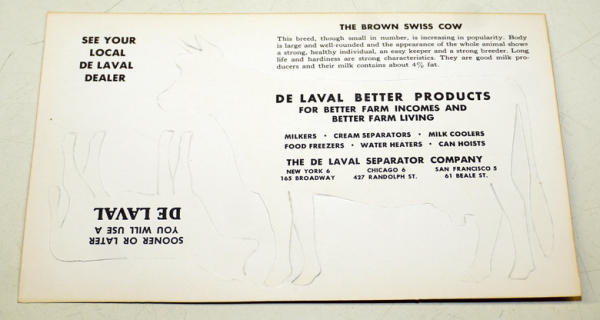 SEE YOUR
LOCAL
DE LAVAL
DEALER
THE BROWN SWISS COW
This breed, though small in number, is increasing in popularity. Body
is large and well-rounded and the appearance of the whole animal shows
a strong, healthy individual, an easy keeper and a strong breeder. Long
life and hardiness are strong characteristics. They are good milk pro-
ducers and their milk contains about 4% fat.
DE LAVAL BETTER PRODUCTS
FOR BETTER FARM INCOMES AND
BETTER FARM LIVING
MILKERS • CREAM SEPARATORS • MILK COOLERS
FOOD FREEZERS • WATER HEATERS • CAN HOISTS
THE DE LAVAL SEPARATOR COMPANY
NEW YORK 6 CHICAGO 6 SAN FRANCISCO 5
165 BROADWAY 427 RANDOLPH ST. 61 BEALE ST.
SOONER OR LATER
YOU WILL USE A
DE LAVAL